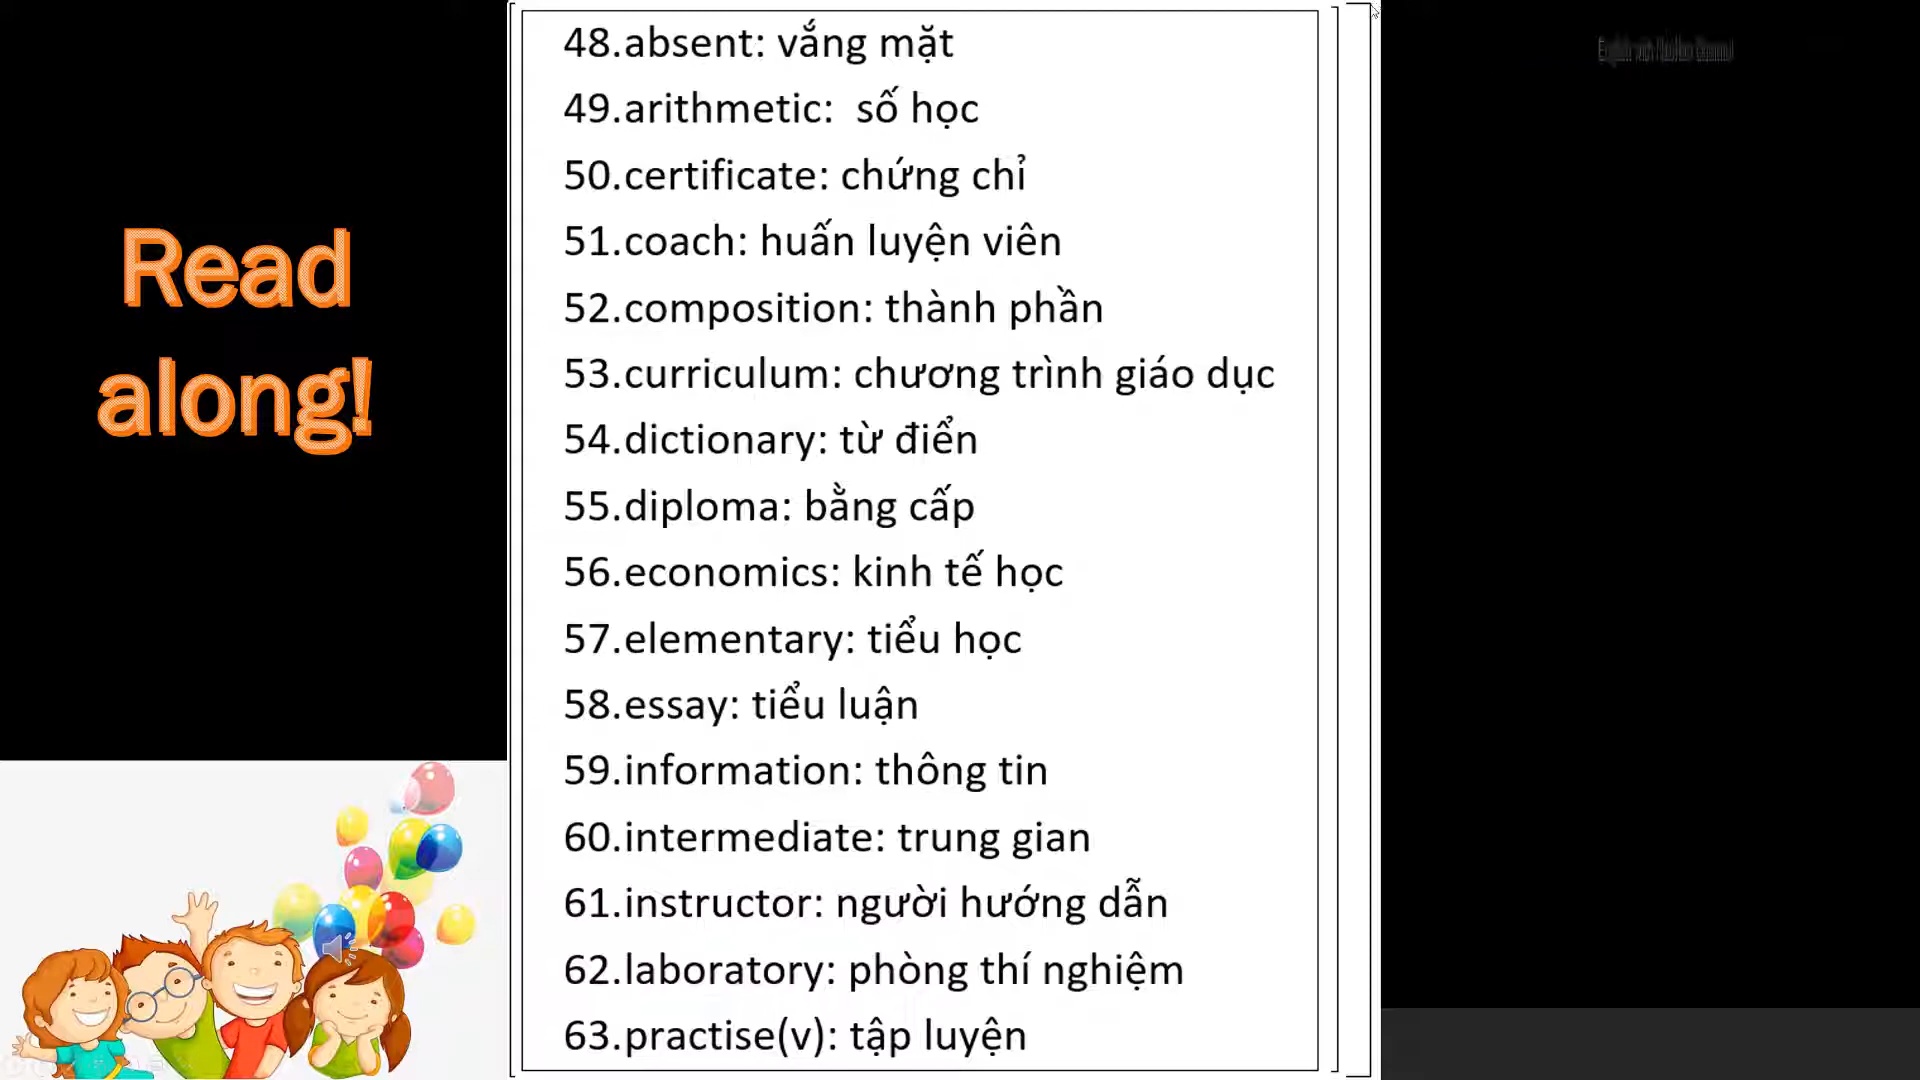 Read
along!
48.absent: vắng mặt
49.arithmetic: số học
50.certificate: chứng chỉ
51.coach: huấn luyện viên
52.composition: thành phần
53.curriculum: chương trình giáo dục
54.dictionary: từ điển
55.diploma: bằng cấp
56.economics: kinh tế học
57.elementary: tiểu học
58.essay: tiểu luận
59.information: thông tin
60.intermediate: trung gian
61.instructor: người hướng dẫn
62.laboratory: phòng thí nghiệm
63.practise(v): tập luyện